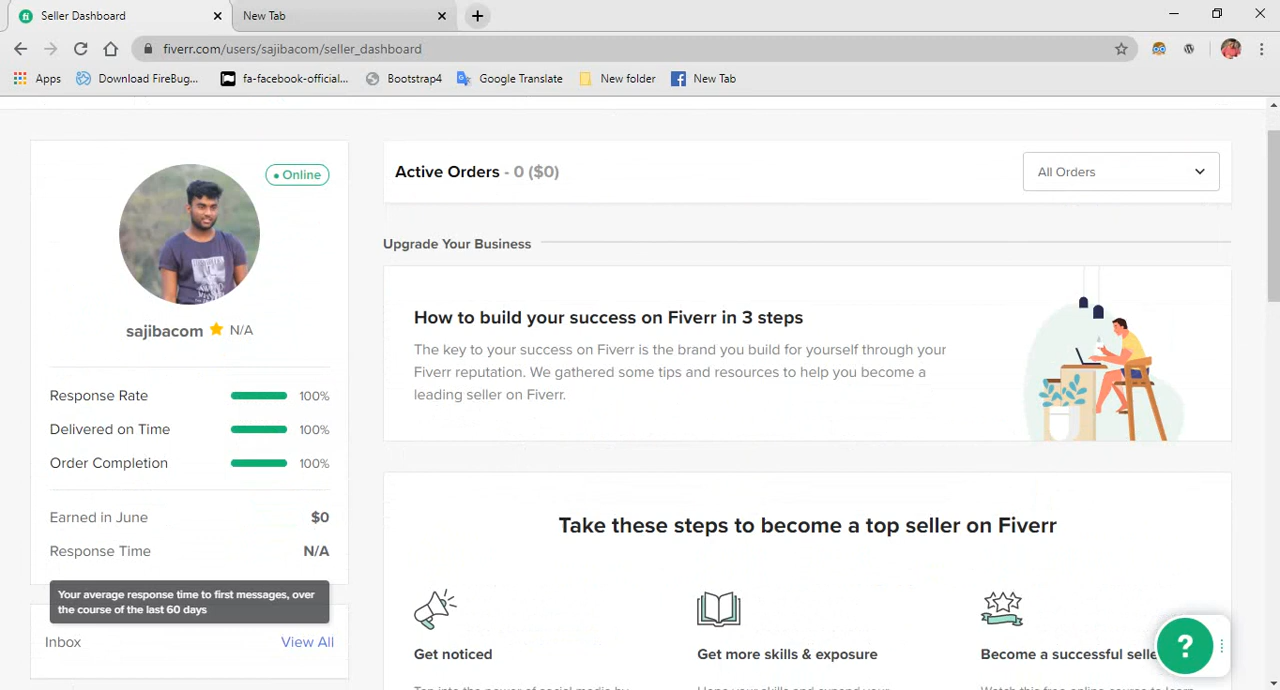 Seller Dashboard
New Tab
fiverr.com/users/sajibacom/seller_dashboard
Apps
Download FireBug...
fa-facebook-official...
Bootstrap4
Google Translate
New folder
New Tab
Online
sajibacom N/A
Response Rate 100%
Delivered on Time 100%
Order Completion 100%
Earned in June $0
Response Time N/A
Your average response time to first messages, over
the course of the last 60 days
Inbox View All
Active Orders - 0 ($0)
All Orders
Upgrade Your Business
How to build your success on Fiverr in 3 steps
The key to your success on Fiverr is the brand you build for yourself through your
Fiverr reputation. We gathered some tips and resources to help you become a
leading seller on Fiverr.
Take these steps to become a top seller on Fiverr
Get noticed
Get more skills & exposure
Become a successful selle
?